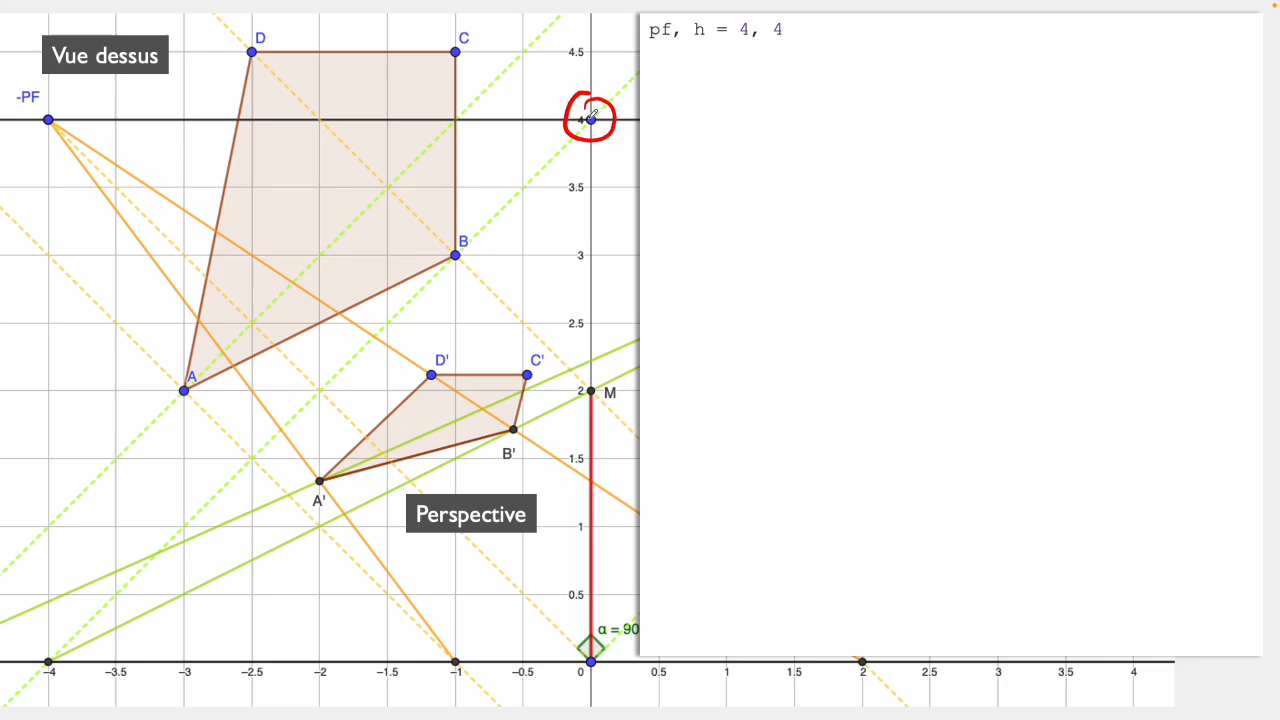 pf, h = 4, 4
Vue dessus
D
C
4.5
-PF
4
3.5
B
3
2.5
A
D'
C'
2
M
1.5
B'
A'
Perspective
1
0.5
α = 90
−4
−3.5
−3
−2.5
−2
−1.5
−1
−0.5
0
0.5
1
1.5
2
2.5
3
3.5
4